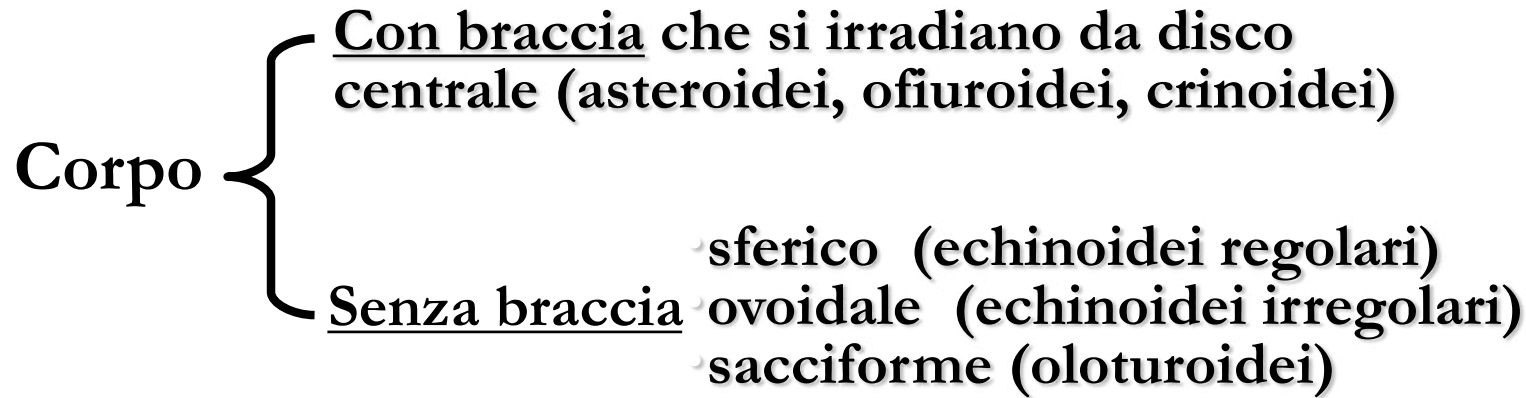 Con braccia che si irradiano da disco
centrale (asteroidei, ofiuroidei, crinoidei)
Corpo
Senza braccia
sferico (echinoidei regolari)
ovoidale (echinoidei irregolari)
sacciforme (oloturoidei)